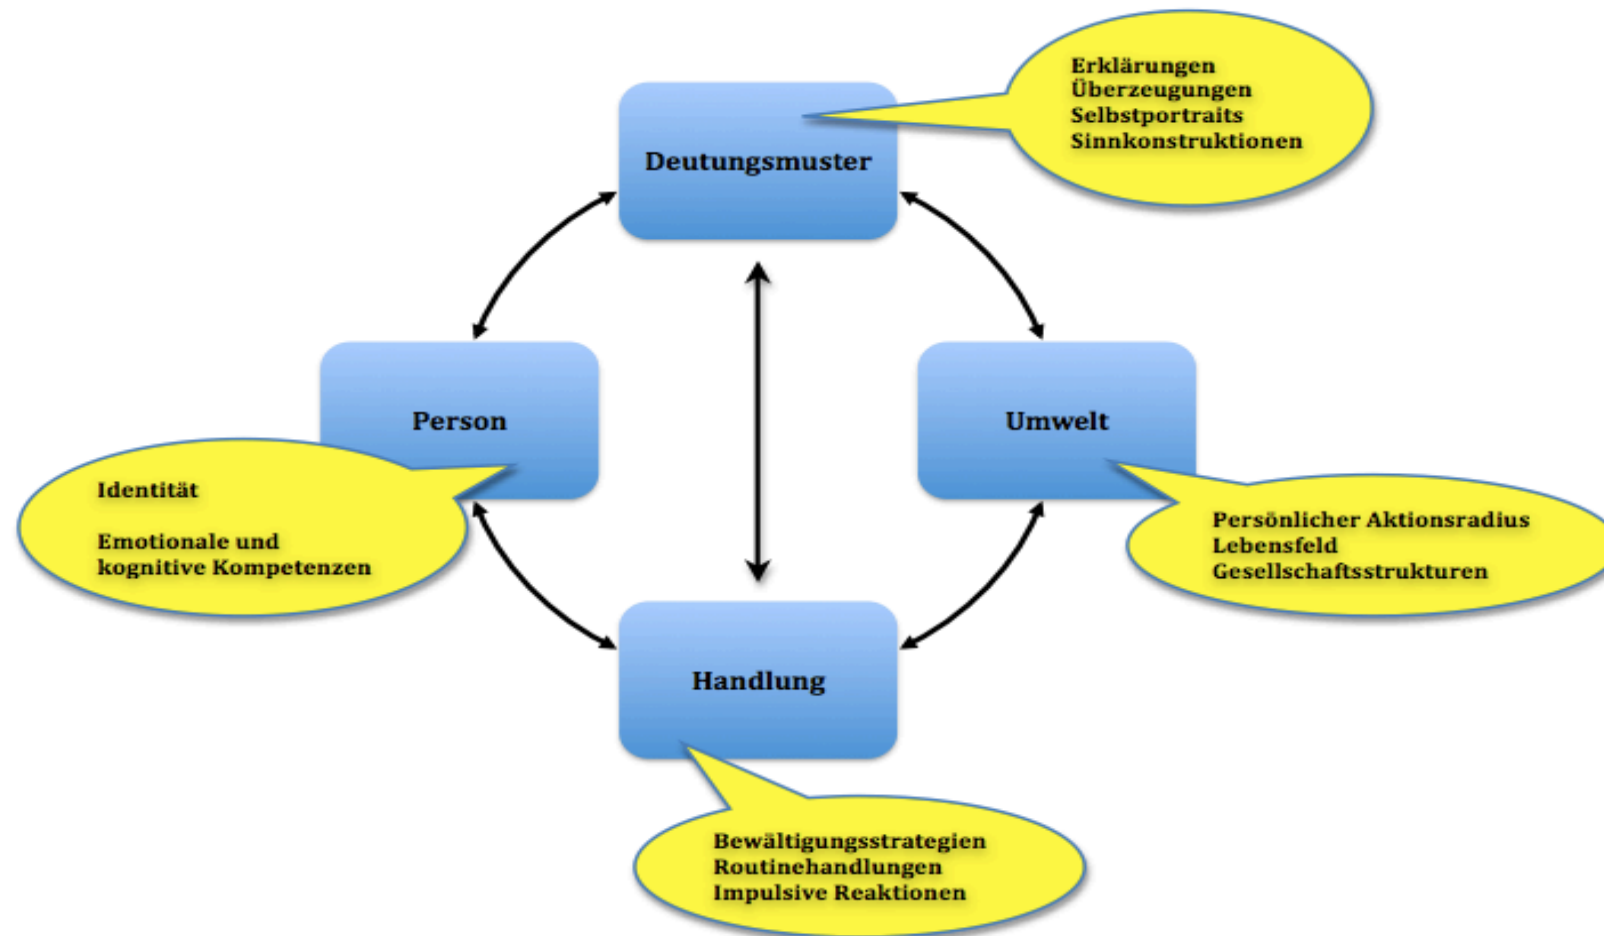 Erklärungen
Überzeugungen
Selbstportraits
Sinnkonstruktionen
Deutungsmuster
Person
Umwelt
Identität
Emotionale und
kognitive Kompetenzen
Persönlicher Aktionsradius
Lebensfeld
Gesellschaftsstrukturen
Handlung
Bewältigungsstrategien
Routinehandlungen
Impulsive Reaktionen